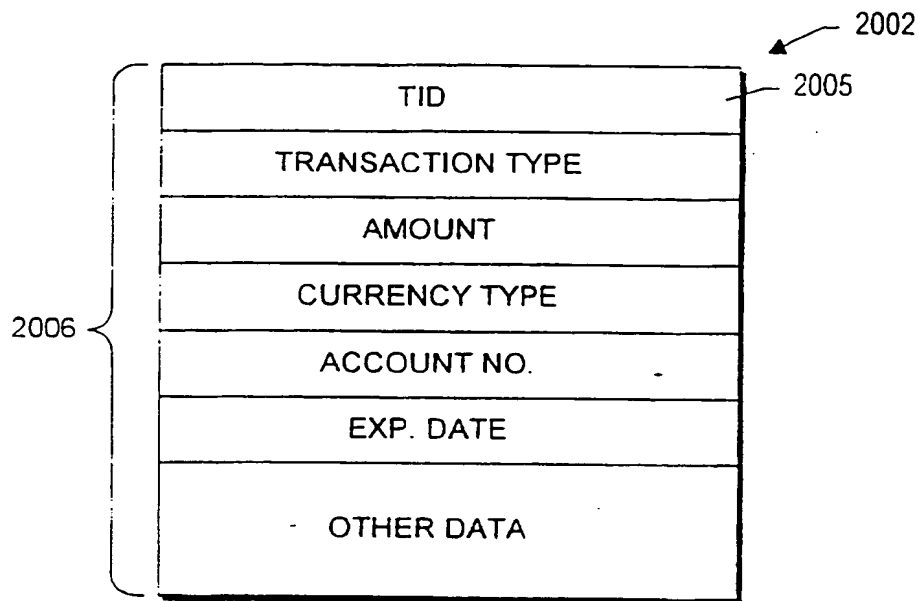 2002
TID
2005
TRANSACTION TYPE
AMOUNT
CURRENCY TYPE
2006
ACCOUNT NO.
EXP. DATE
OTHER DATA